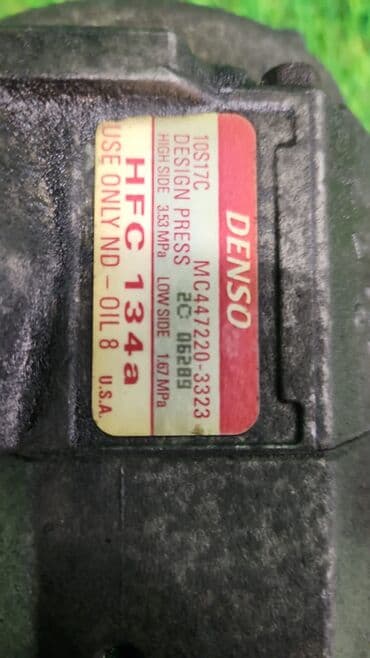 DENSO
10S17C MC447220-3323
DESIGN PRESS 2C 06289
HIGH SIDE 3.53 MPa LOW SIDE 1.67 MPa
HFC 134a
USE ONLY ND-OIL 8 U.S.A.